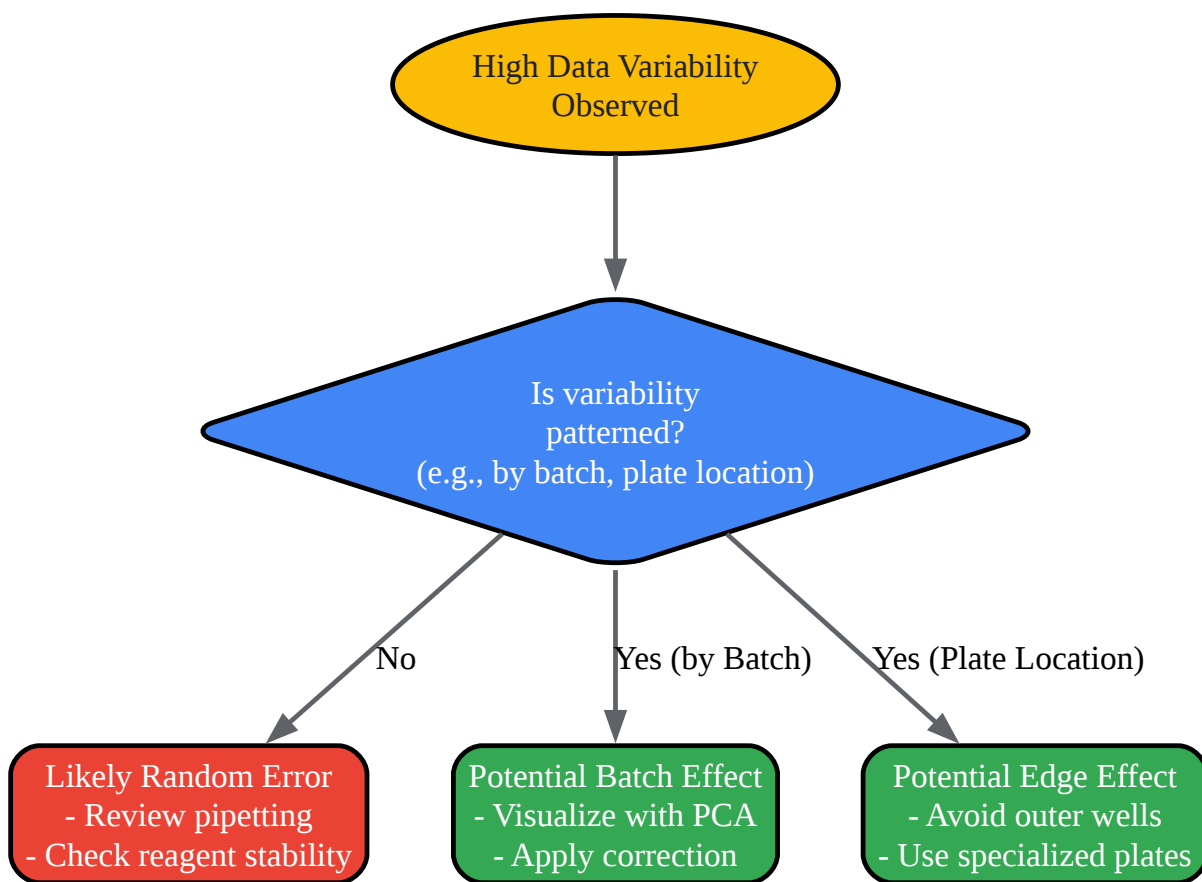 High Data Variability
Observed
Is variability
patterned?
(e.g., by batch, plate location)
No
Yes (by Batch)
Yes (Plate Location)
Likely Random Error
- Review pipetting
- Check reagent stability
Potential Batch Effect
- Visualize with PCA
- Apply correction
Potential Edge Effect
- Avoid outer wells
- Use specialized plates